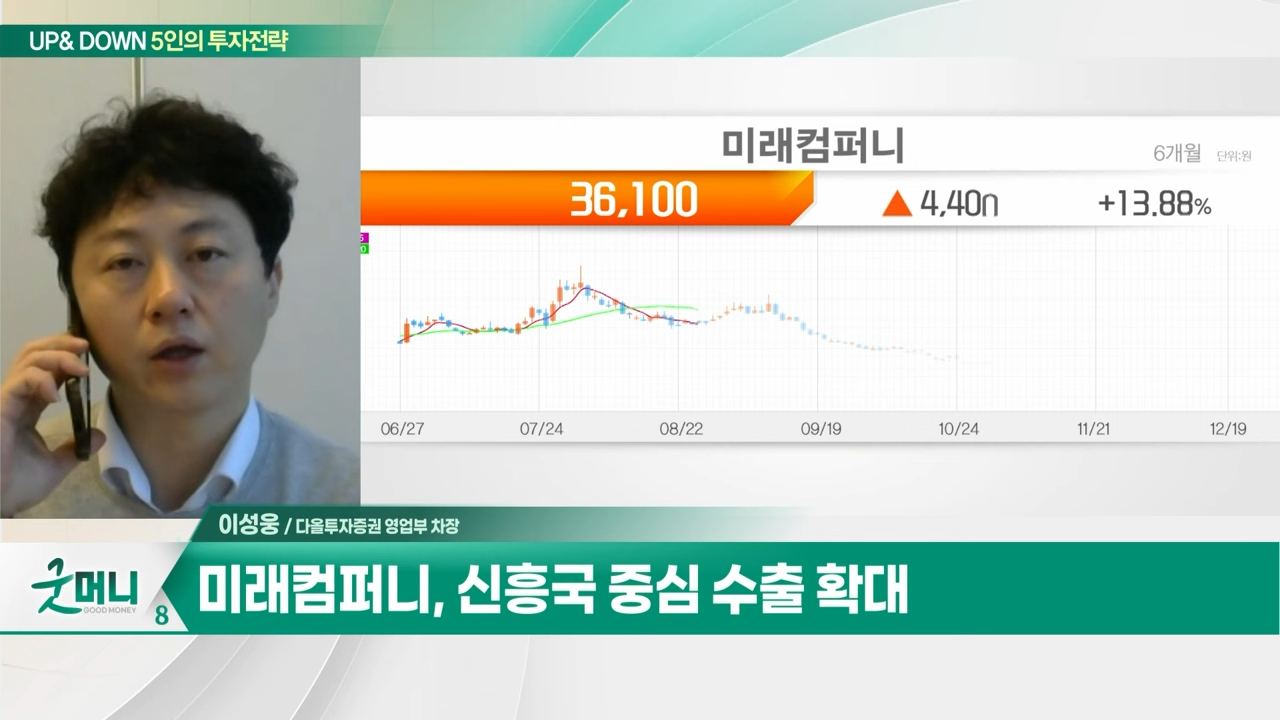 UP& DOWN 5인의 투자전략
미래컴퍼니
6개월 단위:원
36,100 ▲ 4,400 +13.88%
06/27 07/24 08/22 09/19 10/24 11/21 12/19
이성웅 / 다올투자증권 영업부 차장
굿머니
GOOD MONEY
8
미래컴퍼니, 신흥국 중심 수출 확대